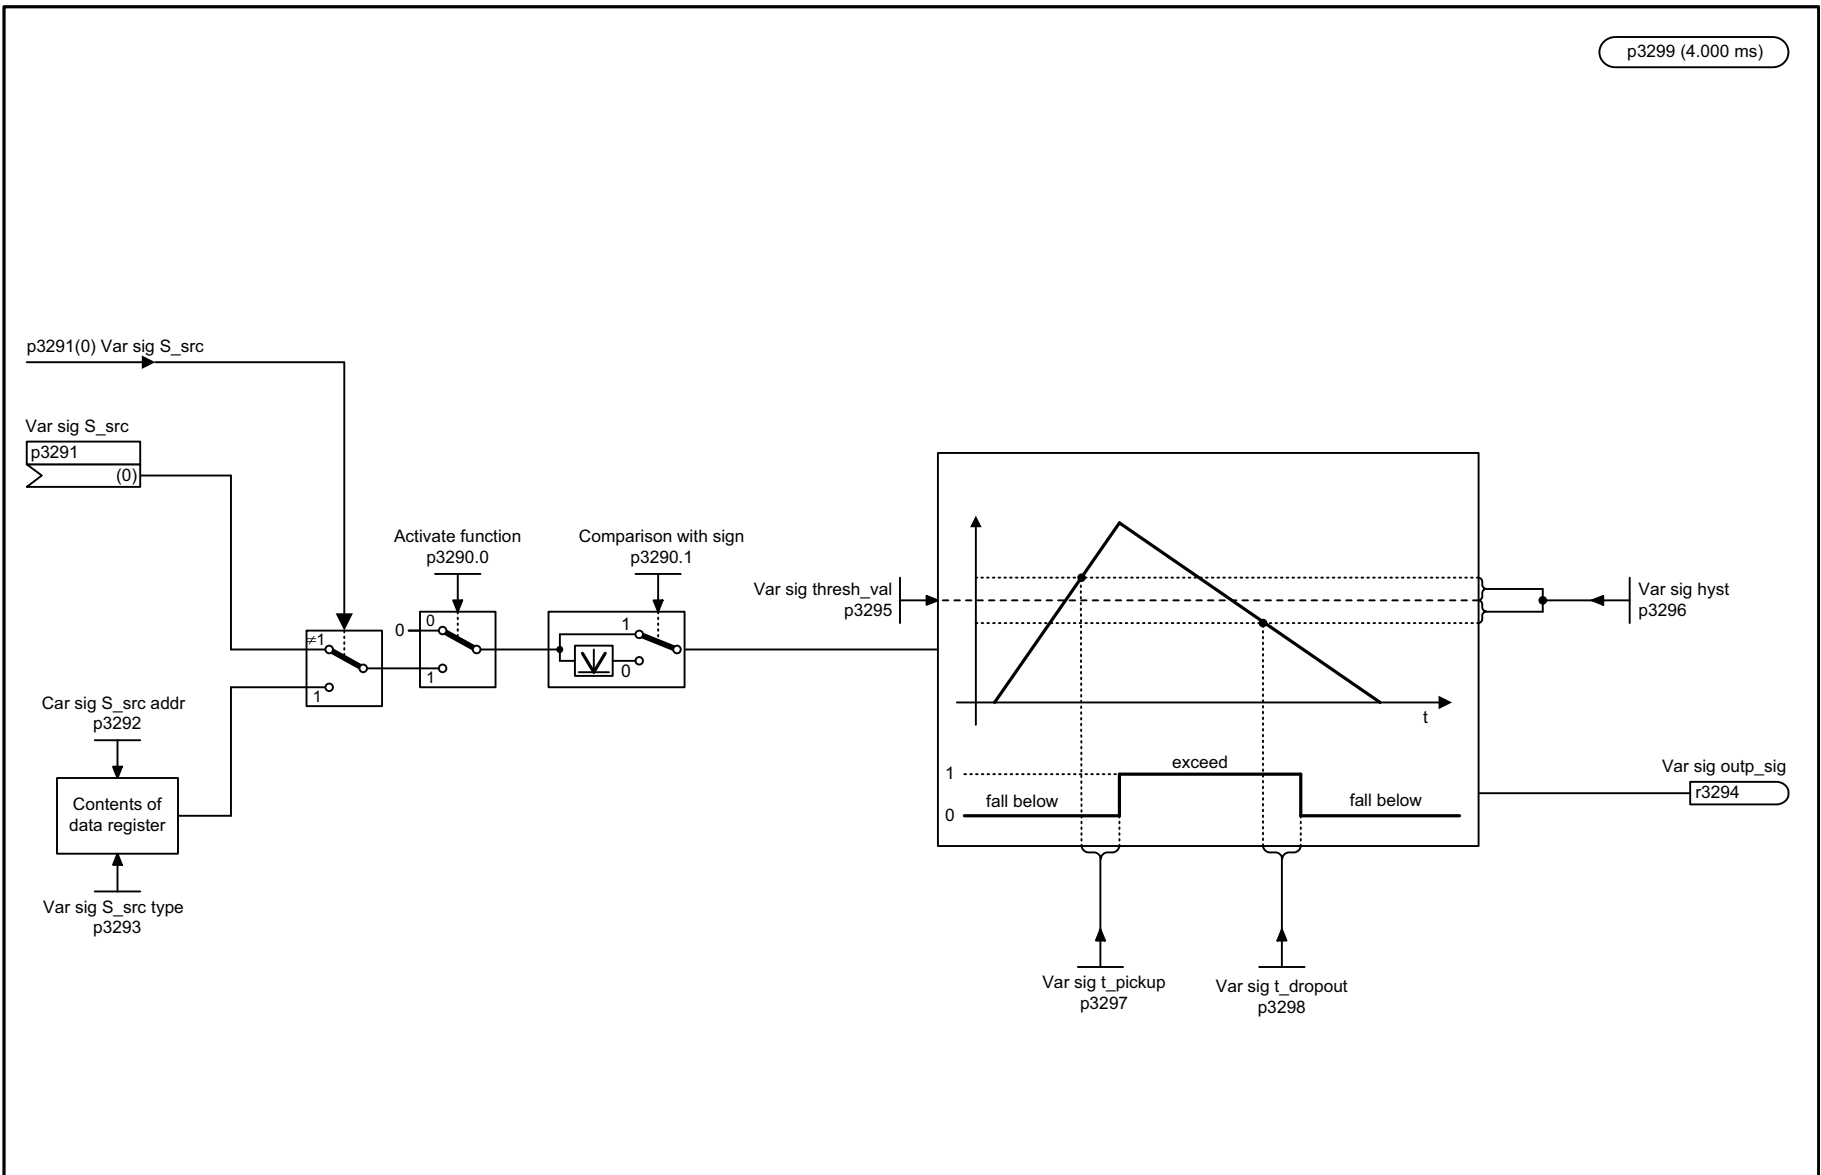 p3299 (4.000 ms)
p3291(0) Var sig S_src
Var sig S_src
p3291
(0)
Activate function
p3290.0
Comparison with sign
p3290.1
Var sig thresh_val
p3295
Var sig hyst
p3296
≠1
1
0
0
1
1
0
Car sig S_src addr
p3292
Contents of
data register
Var sig S_src type
p3293
t
1
exceed
fall below
fall below
0
Var sig outp_sig
r3294
Var sig t_pickup
p3297
Var sig t_dropout
p3298